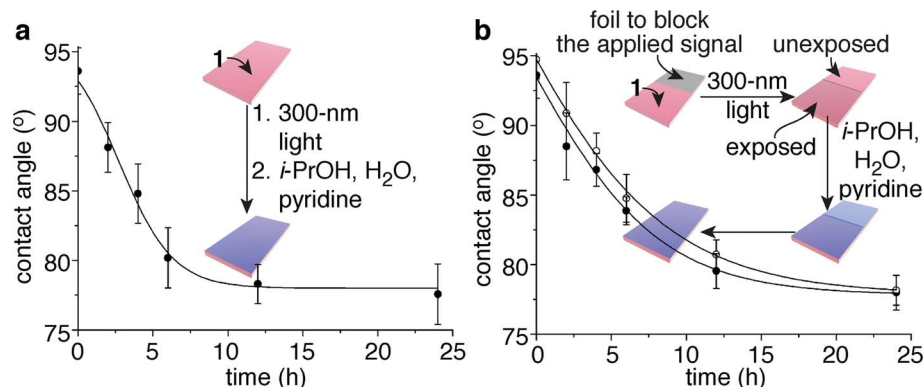 a
95
90
85
80
75
contact angle (º)
0
5
10
15
20
25
time (h)
1
1. 300-nm
light
2. i-PrOH, H₂O,
pyridine
b
95
90
85
80
75
contact angle (º)
0
5
10
15
20
25
time (h)
foil to block
the applied signal
1
300-nm
light
unexposed
exposed
i-PrOH,
H₂O,
pyridine